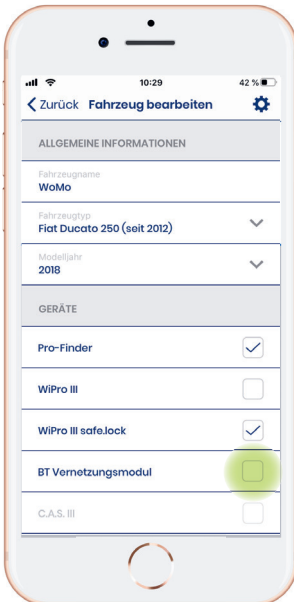 10:29
42 %
Zurück Fahrzeug bearbeiten
ALLGEMEINE INFORMATIONEN
Fahrzeugname
WoMo
Fahrzeugtyp
Fiat Ducato 250 (seit 2012)
Modelljahr
2018
GERÄTE
Pro-Finder
WiPro III
WiPro III safe.lock
BT Vernetzungsmodul
C.A.S. III